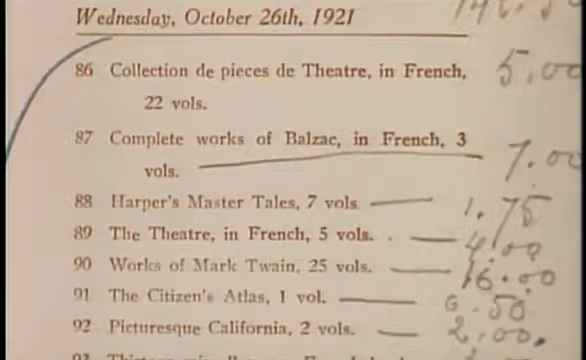 Wednesday, October 26th, 1921
86 Collection de pieces de Theatre, in French, 5.00
22 vols.
87 Complete works of Balzac, in French, 3
vols. 7.00
88 Harper's Master Tales, 7 vols 1.75
89 The Theatre, in French, 5 vols. 4.00
90 Works of Mark Twain, 25 vols. 16.00
91 The Citizen's Atlas, 1 vol. 6.50
92 Picturesque California, 2 vols. 2.00.